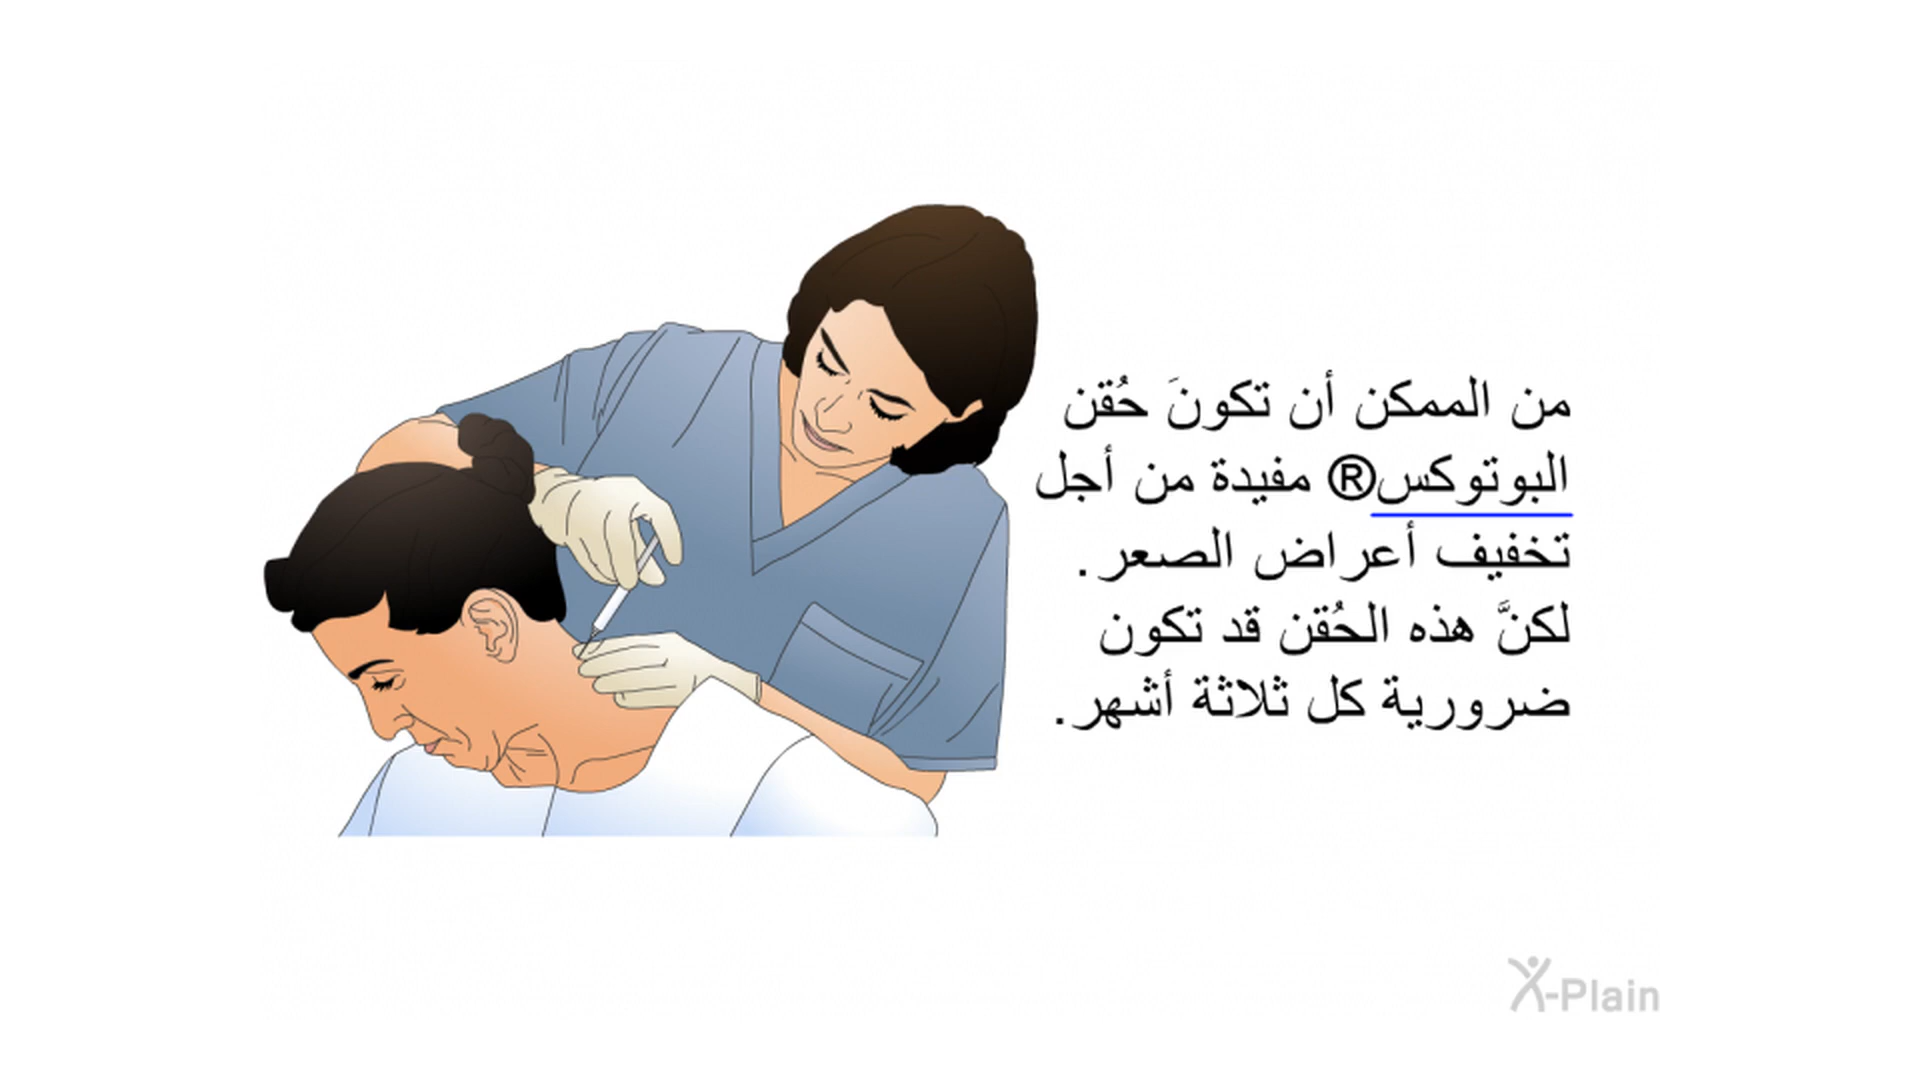 من الممكن أن تكونَ حُقن
البوتوكس® مفيدة من أجل
تخفيف أعراض الصعر.
لكنَّ هذه الحُقن قد تكون
ضرورية كل ثلاثة أشهر.
X-Plain